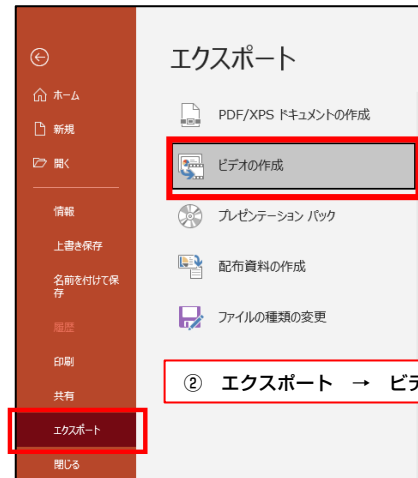 エクスポート
ホーム
新規
開く
情報
上書き保存
名前を付けて保
存
履歴
印刷
共有
エクスポート
閉じる
PDF/XPS ドキュメントの作成
ビデオの作成
プレゼンテーション パック
配布資料の作成
ファイルの種類の変更
② エクスポート → ビデ